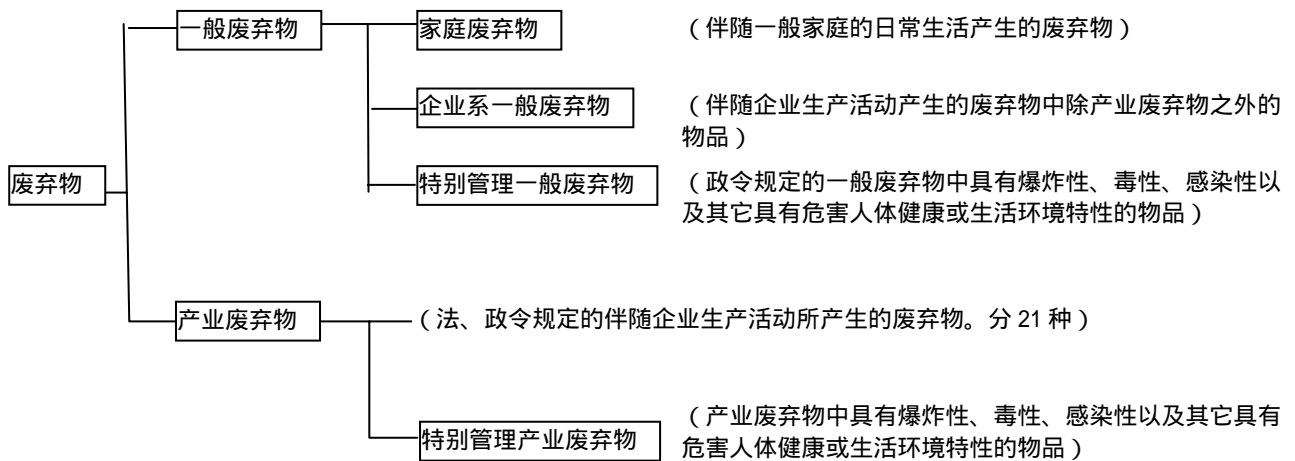 一般废弃物
家庭废弃物
（伴随一般家庭的日常生活产生的废弃物）
企业系一般废弃物
（伴随企业生产活动产生的废弃物中除产业废弃物之外的
物品）
废弃物
特别管理一般废弃物
（政令规定的一般废弃物中具有爆炸性、毒性、感染性以
及其它具有危害人体健康或生活环境特性的物品）
产业废弃物
（法、政令规定的伴随企业生产活动所产生的废弃物。分 21 种）
特别管理产业废弃物
（产业废弃物中具有爆炸性、毒性、感染性以及其它具有
危害人体健康或生活环境特性的物品）